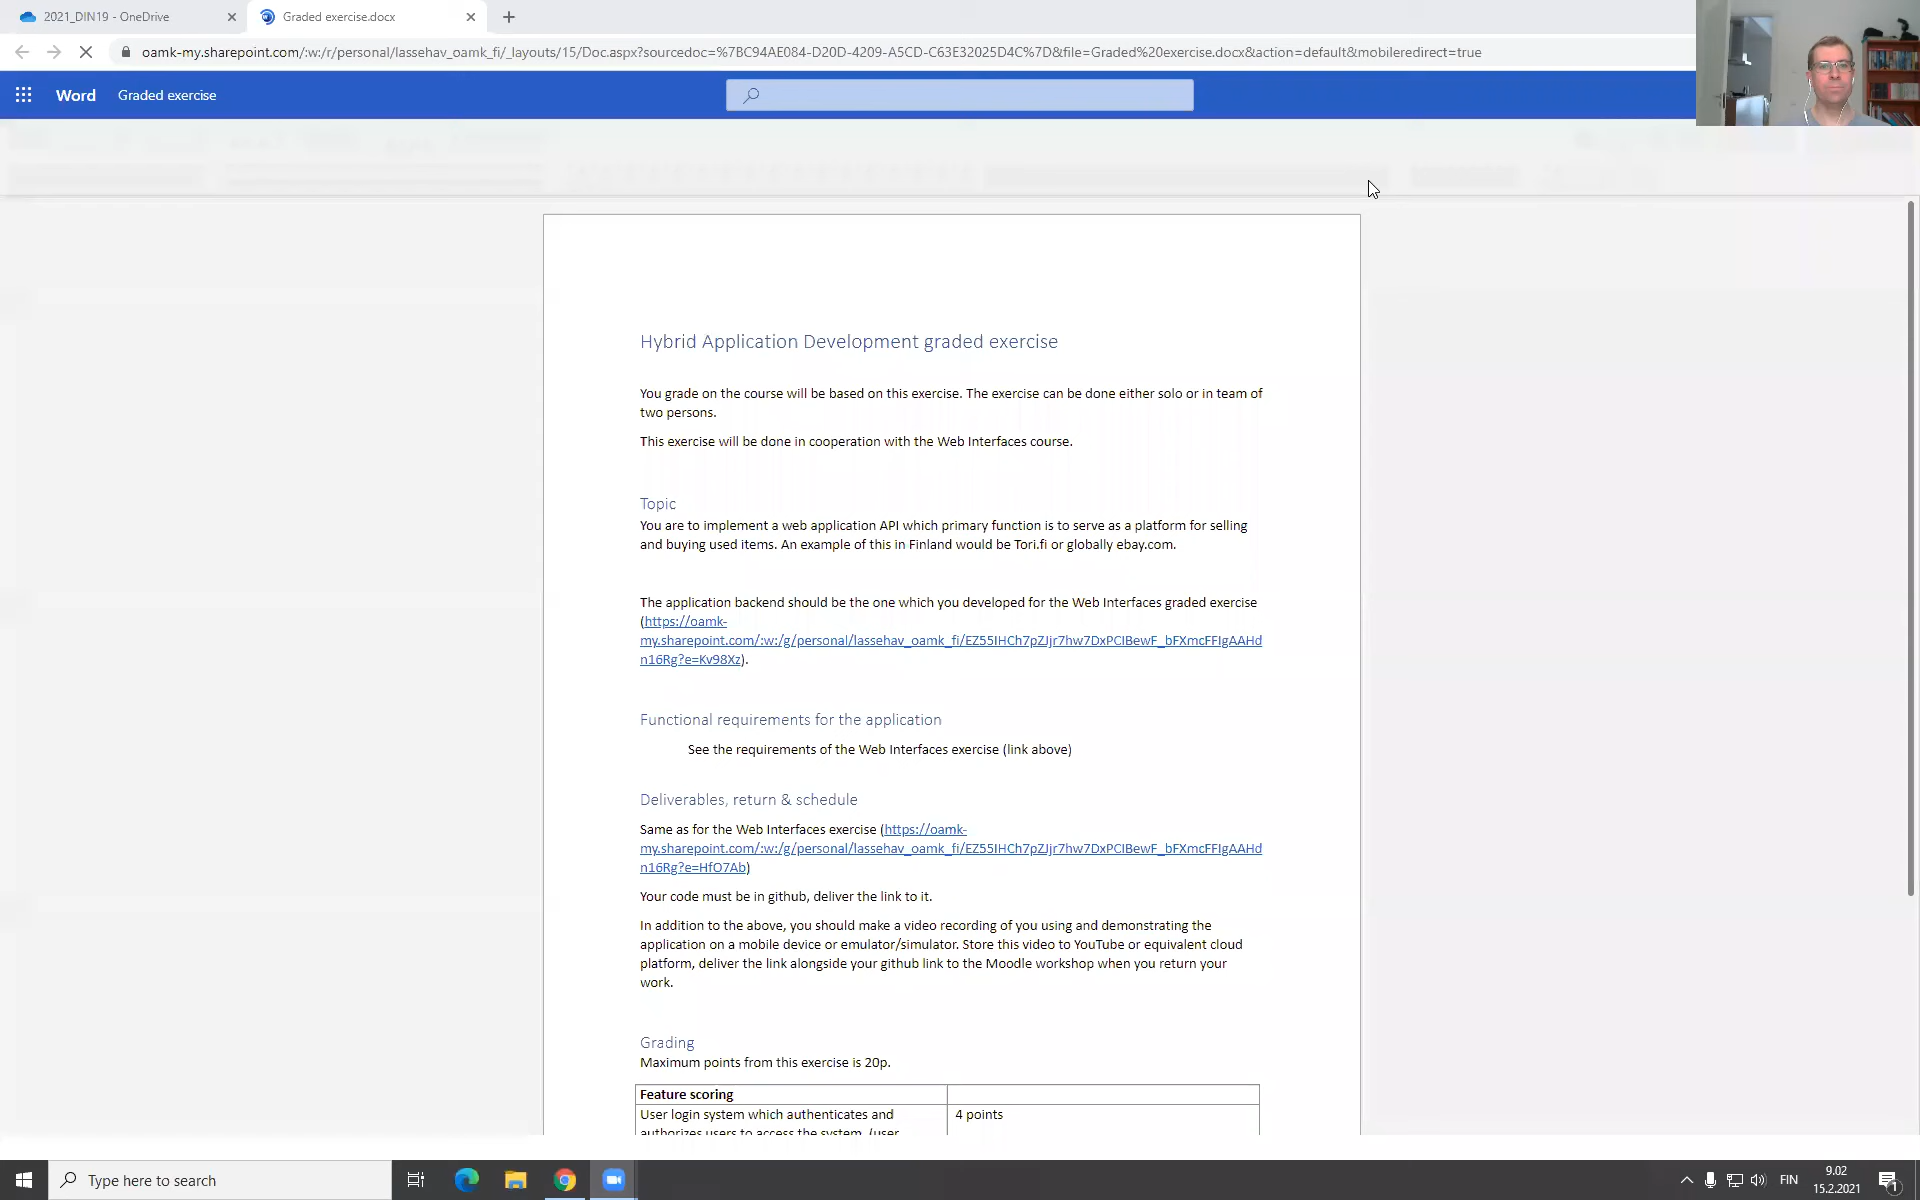 2021_DIN19 - OneDrive
Graded exercise.docx
oamk-my.sharepoint.com/:w:/r/personal/lassehav_oamk_fi/_layouts/15/Doc.aspx?sourcedoc=%7BC94AE084-D20D-4209-A5CD-C63E32025D4C%7D&file=Graded%20exercise.docx&action=default&mobileredirect=true
Word
Graded exercise
Hybrid Application Development graded exercise
You grade on the course will be based on this exercise. The exercise can be done either solo or in team of
two persons.
This exercise will be done in cooperation with the Web Interfaces course.
Topic
You are to implement a web application API which primary function is to serve as a platform for selling
and buying used items. An example of this in Finland would be Tori.fi or globally ebay.com.
The application backend should be the one which you developed for the Web Interfaces graded exercise
(https://oamk-
my.sharepoint.com/:w:/g/personal/lassehav_oamk_fi/EZ55IHCh7pZJjr7hw7DxPCIBewF_bFXmcFFIgAAHd
n16Rg?e=Kv98Xz).
Functional requirements for the application
See the requirements of the Web Interfaces exercise (link above)
Deliverables, return & schedule
Same as for the Web Interfaces exercise (https://oamk-
my.sharepoint.com/:w:/g/personal/lassehav_oamk_fi/EZ55IHCh7pZJjr7hw7DxPCIBewF_bFXmcFFIgAAHd
n16Rg?e=HfO7Ab)
Your code must be in github, deliver the link to it.
In addition to the above, you should make a video recording of you using and demonstrating the
application on a mobile device or emulator/simulator. Store this video to YouTube or equivalent cloud
platform, deliver the link alongside your github link to the Moodle workshop when you return your
work.
Grading
Maximum points from this exercise is 20p.
Feature scoring
User login system which authenticates and
4 points
authorizes users to access the system. (user
Type here to search
FIN
9.02
15.2.2021
1